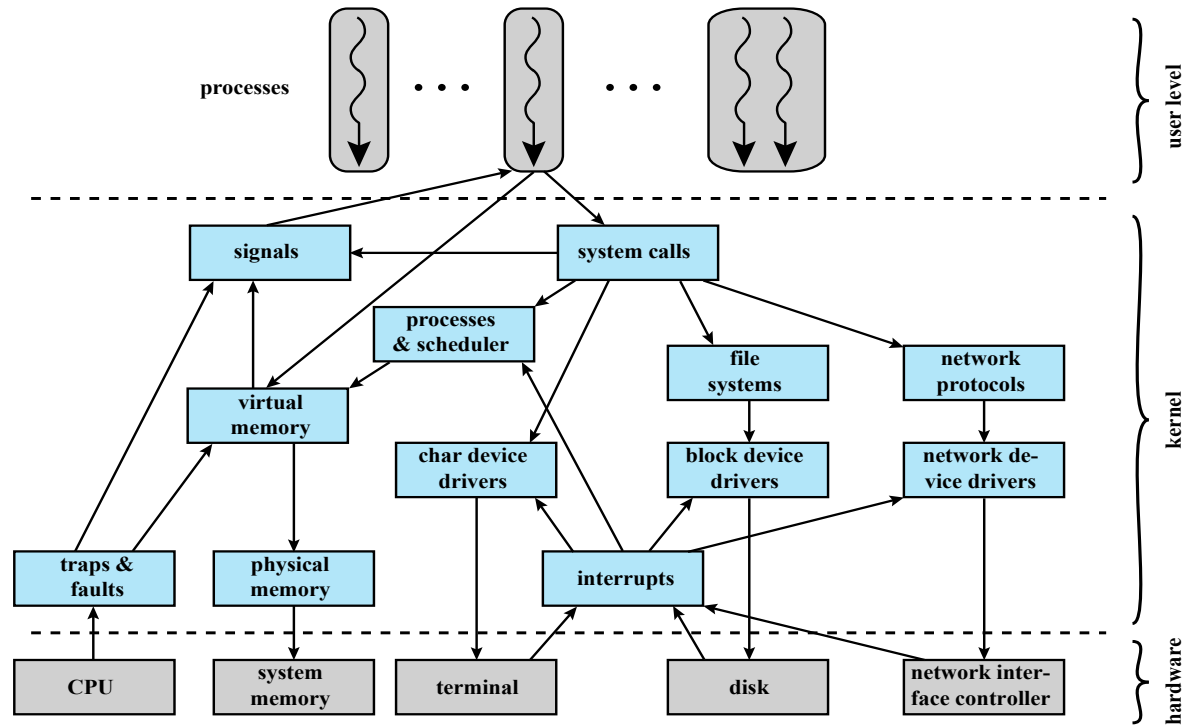 processes
user level
signals
system calls
processes
& scheduler
file
systems
network
protocols
virtual
memory
char device
drivers
block device
drivers
network de-
vice drivers
kernel
traps &
faults
physical
memory
interrupts
CPU
system
memory
terminal
disk
network inter-
face controller
hardware